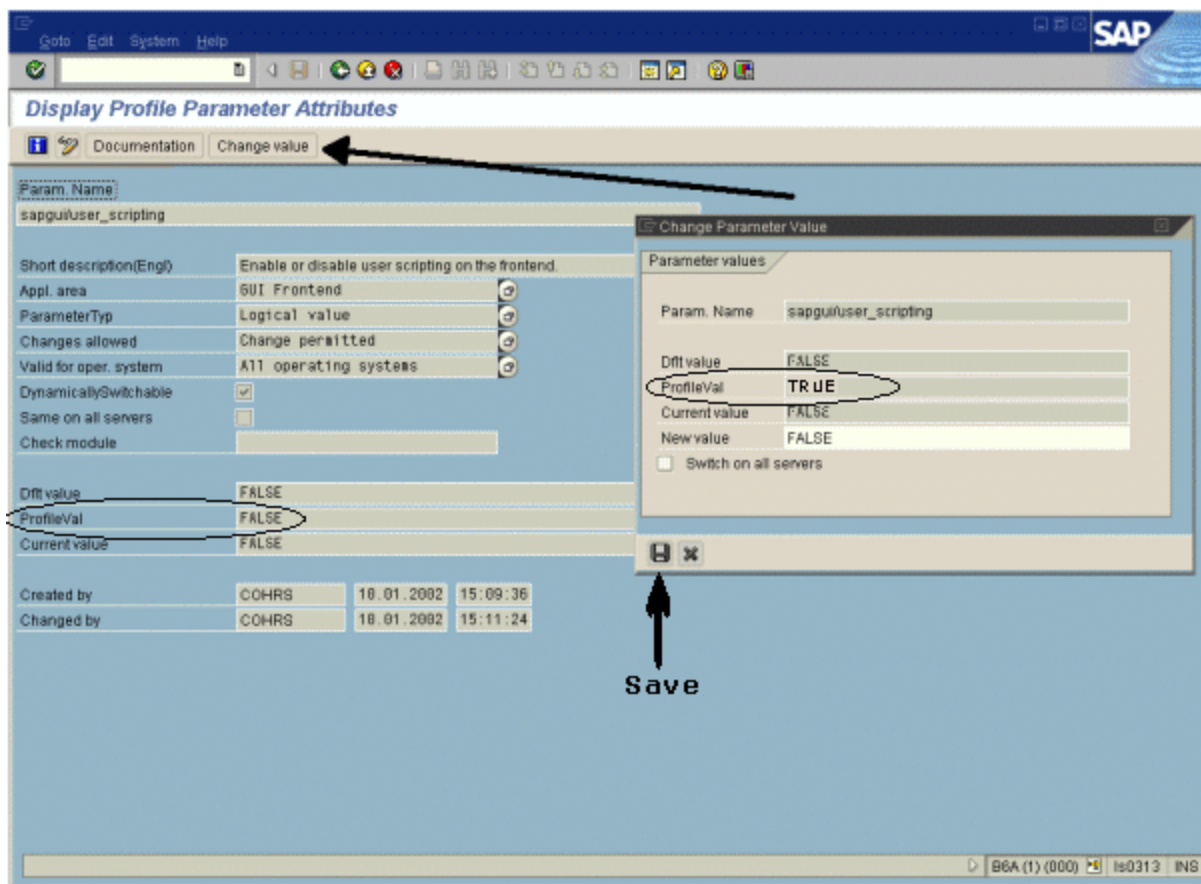 Goto Edit System Help
SAP
Display Profile Parameter Attributes
Documentation Change value
Param. Name
sapgui/user_scripting
Short description(Engl) Enable or disable user scripting on the frontend.
Appl. area GUI Frontend
ParameterTyp Logical value
Changes allowed Change permitted
Valid for oper. system All operating systems
DynamicallySwitchable
Same on all servers
Check module
Dflt value FALSE
ProfileVal FALSE
Current value FALSE
Created by COHRS 18.01.2002 15:09:36
Changed by COHRS 18.01.2002 15:11:24
Change Parameter Value
Parameter values
Param. Name sapgui/user_scripting
Dflt value FALSE
ProfileVal TRUE
Current value FALSE
New value FALSE
Switch on all servers
Save
B6A (1) (000) ls0313 INS